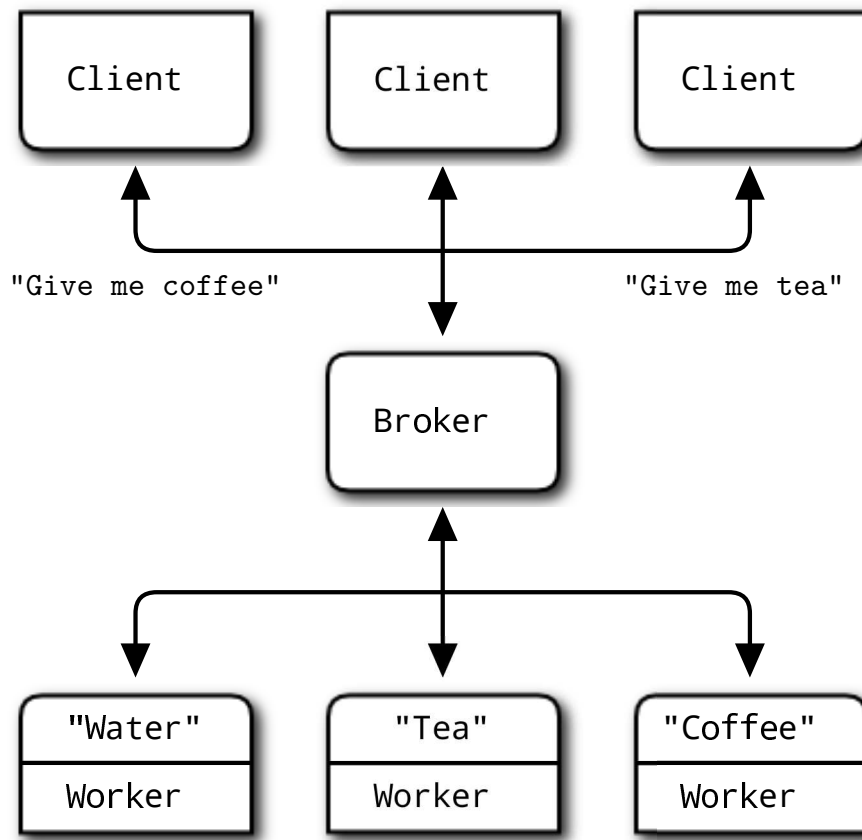 Client Client Client
"Give me coffee" "Give me tea"
Broker
"Water" "Tea" "Coffee"
Worker Worker Worker